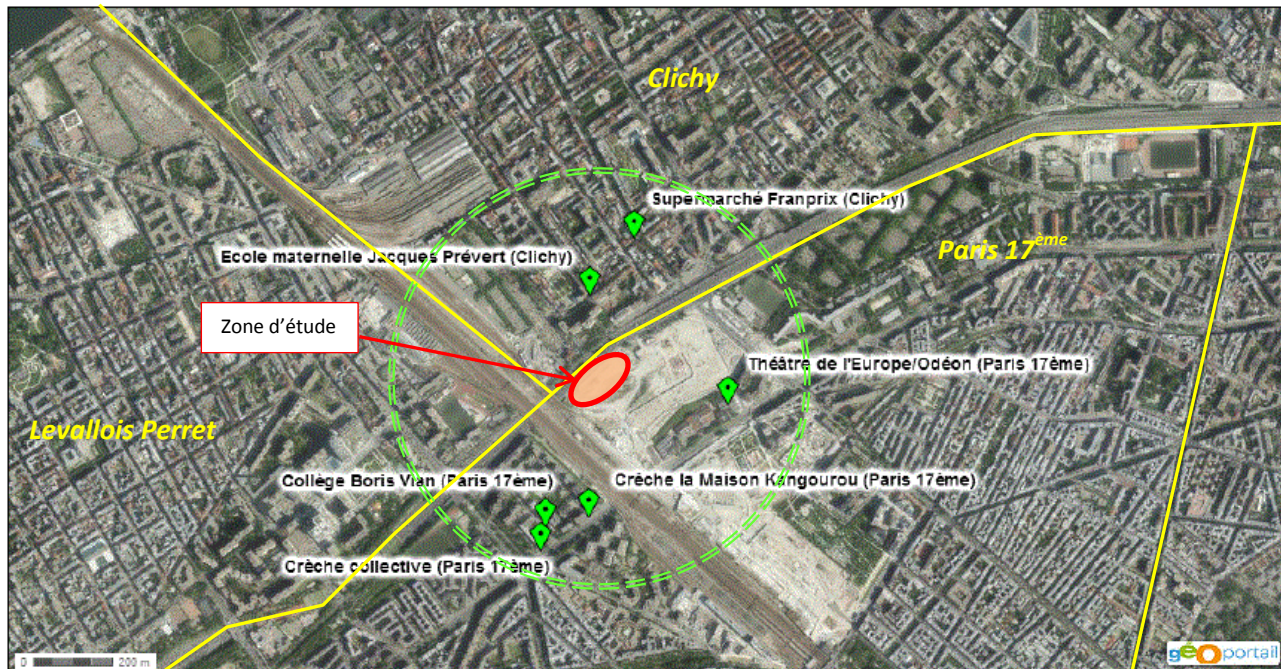 Clichy
Supermarché Franprix (Clichy)
Paris 17ème
Ecole maternelle Jacques Prévert (Clichy)
Zone d'étude
Théâtre de l'Europe/Odéon (Paris 17ème)
Levallois Perret
Collège Boris Vian (Paris 17ème)
Crèche la Maison Kangourou (Paris 17ème)
Crèche collective (Paris 17ème)
0 200 m
géoportail